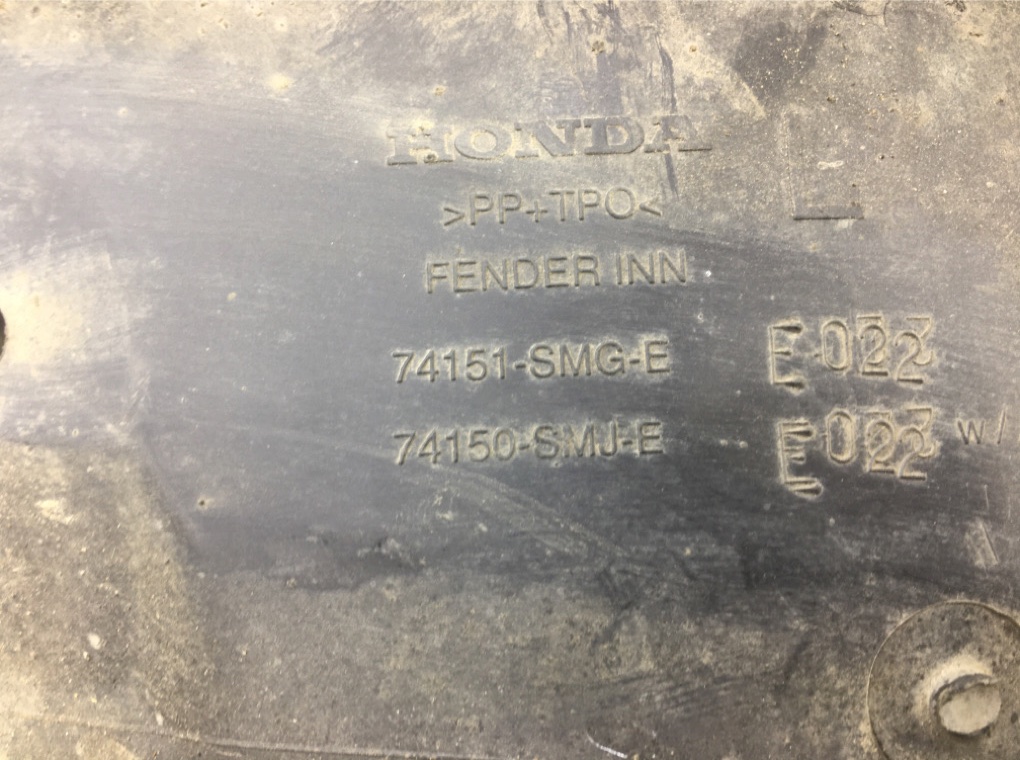 HONDA
>PP+TPO<
FENDER INN
74151-SMG-E E022
74150-SMJ-E E022 w/